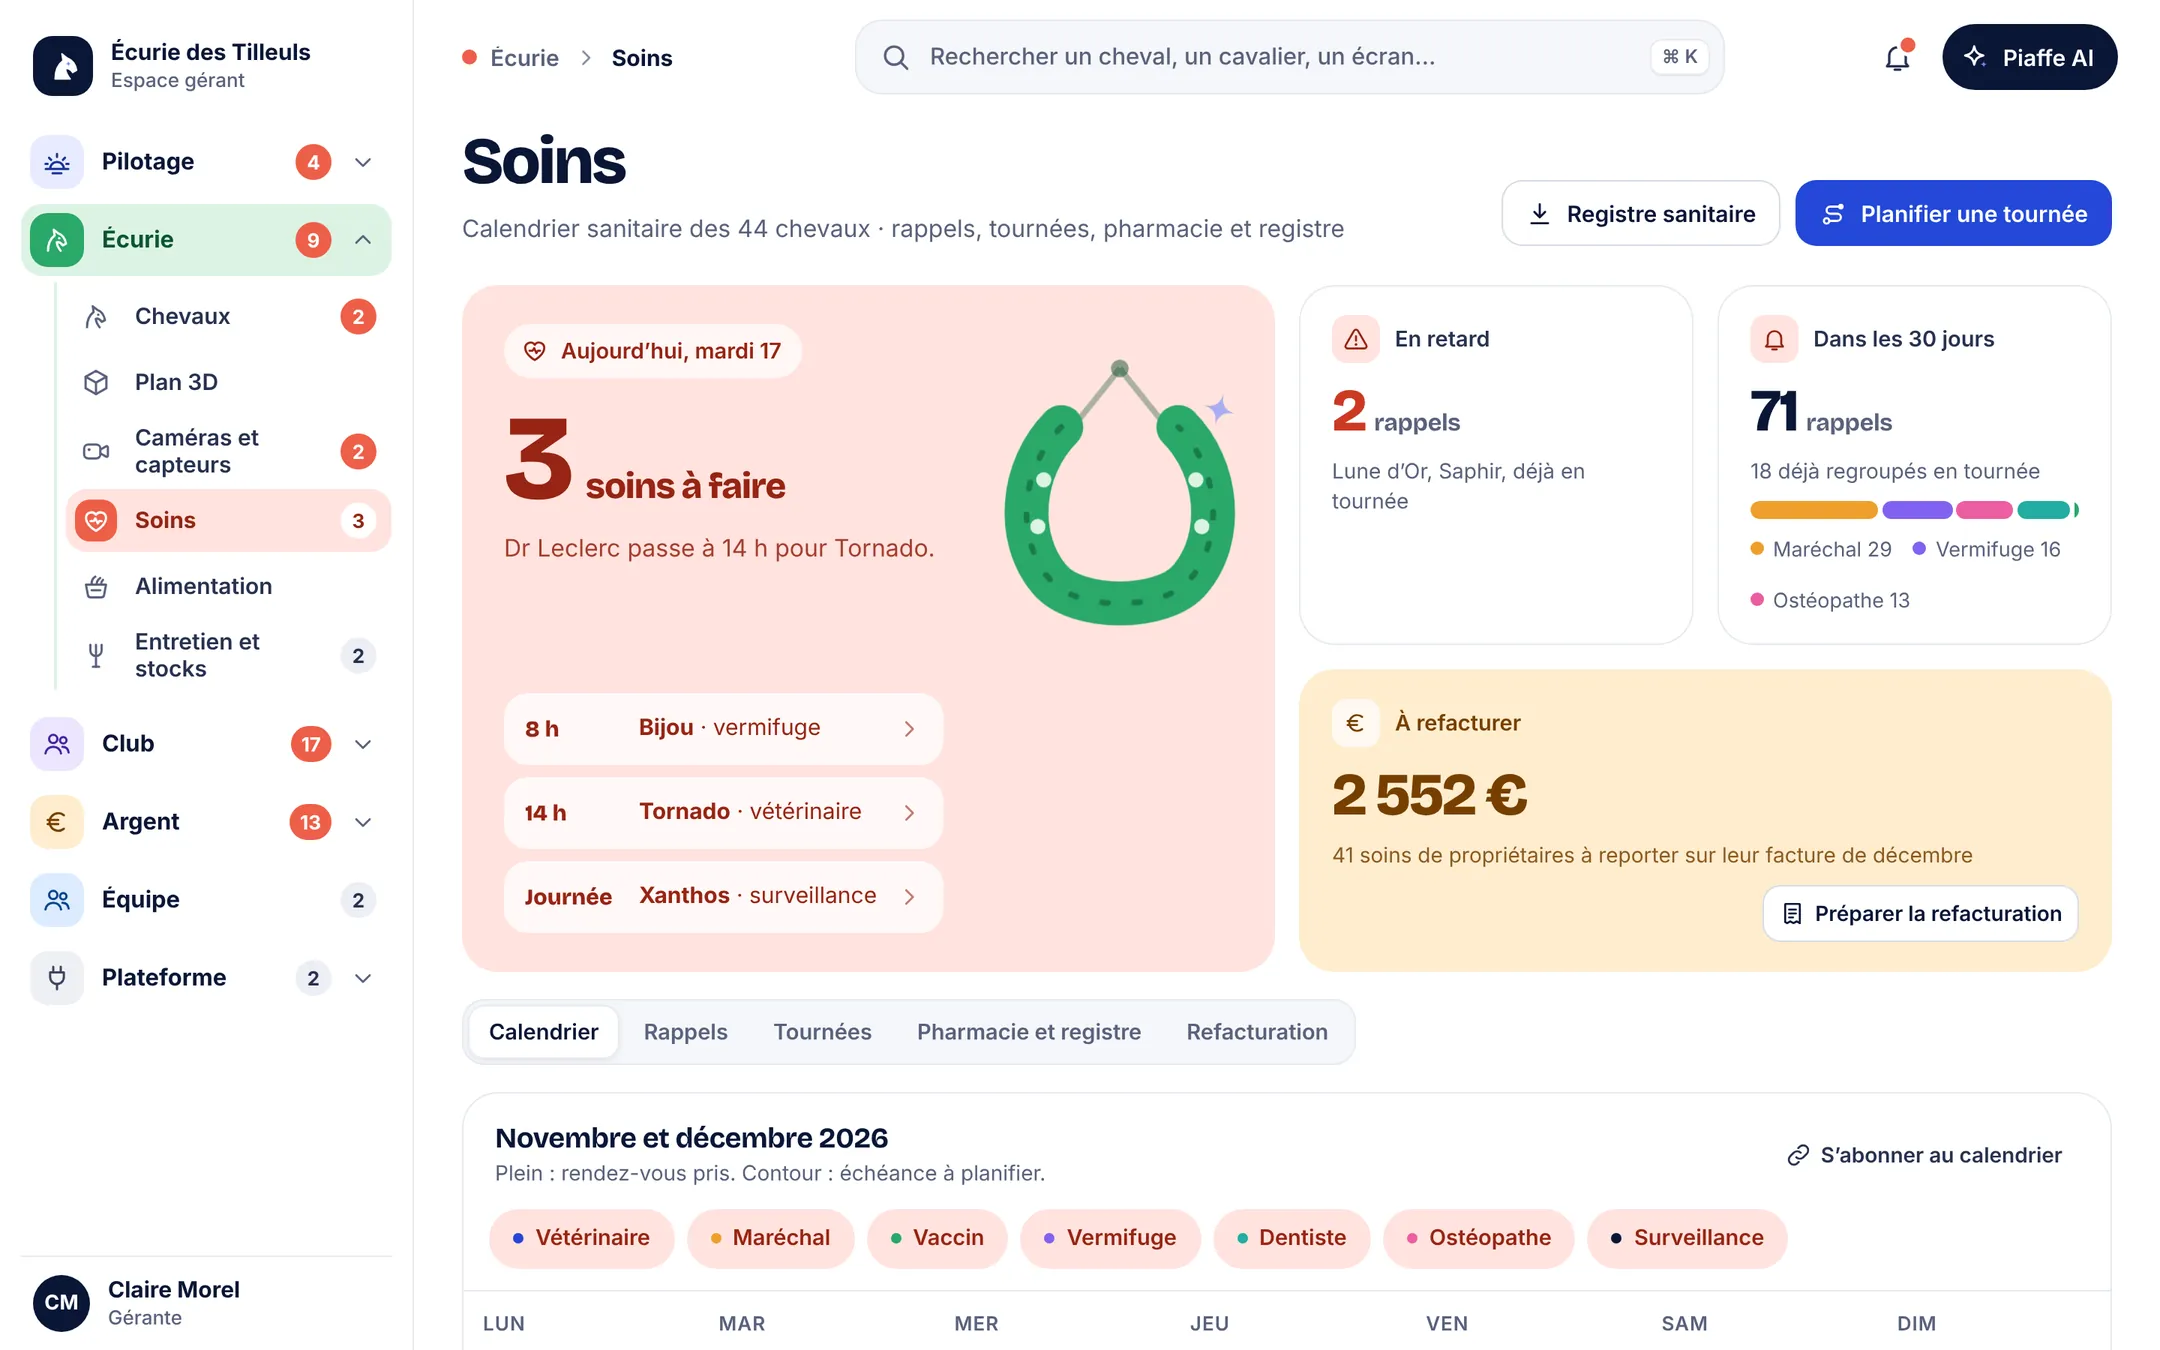 Écurie des Tilleuls
Espace gérant
Pilotage 4
Écurie 9
Chevaux 2
Plan 3D
Caméras et
capteurs 2
Soins 3
Alimentation
Entretien et
stocks 2
Club 17
Argent 13
Équipe 2
Plateforme 2
CM
Claire Morel
Gérante
Écurie > Soins
Rechercher un cheval, un cavalier, un écran…
⌘ K
Piaffe AI
Soins
Calendrier sanitaire des 44 chevaux · rappels, tournées, pharmacie et registre
Registre sanitaire
Planifier une tournée
Aujourd’hui, mardi 17
3 soins à faire
Dr Leclerc passe à 14 h pour Tornado.
8 h Bijou · vermifuge
14 h Tornado · vétérinaire
Journée Xanthos · surveillance
En retard
2 rappels
Lune d’Or, Saphir, déjà en
tournée
Dans les 30 jours
71 rappels
18 déjà regroupés en tournée
Maréchal 29 Vermifuge 16
Ostéopathe 13
€ À refacturer
2 552 €
41 soins de propriétaires à reporter sur leur facture de décembre
Préparer la refacturation
Calendrier Rappels Tournées Pharmacie et registre Refacturation
Novembre et décembre 2026
Plein : rendez-vous pris. Contour : échéance à planifier.
S’abonner au calendrier
Vétérinaire Maréchal Vaccin Vermifuge Dentiste Ostéopathe Surveillance
LUN MAR MER JEU VEN SAM DIM